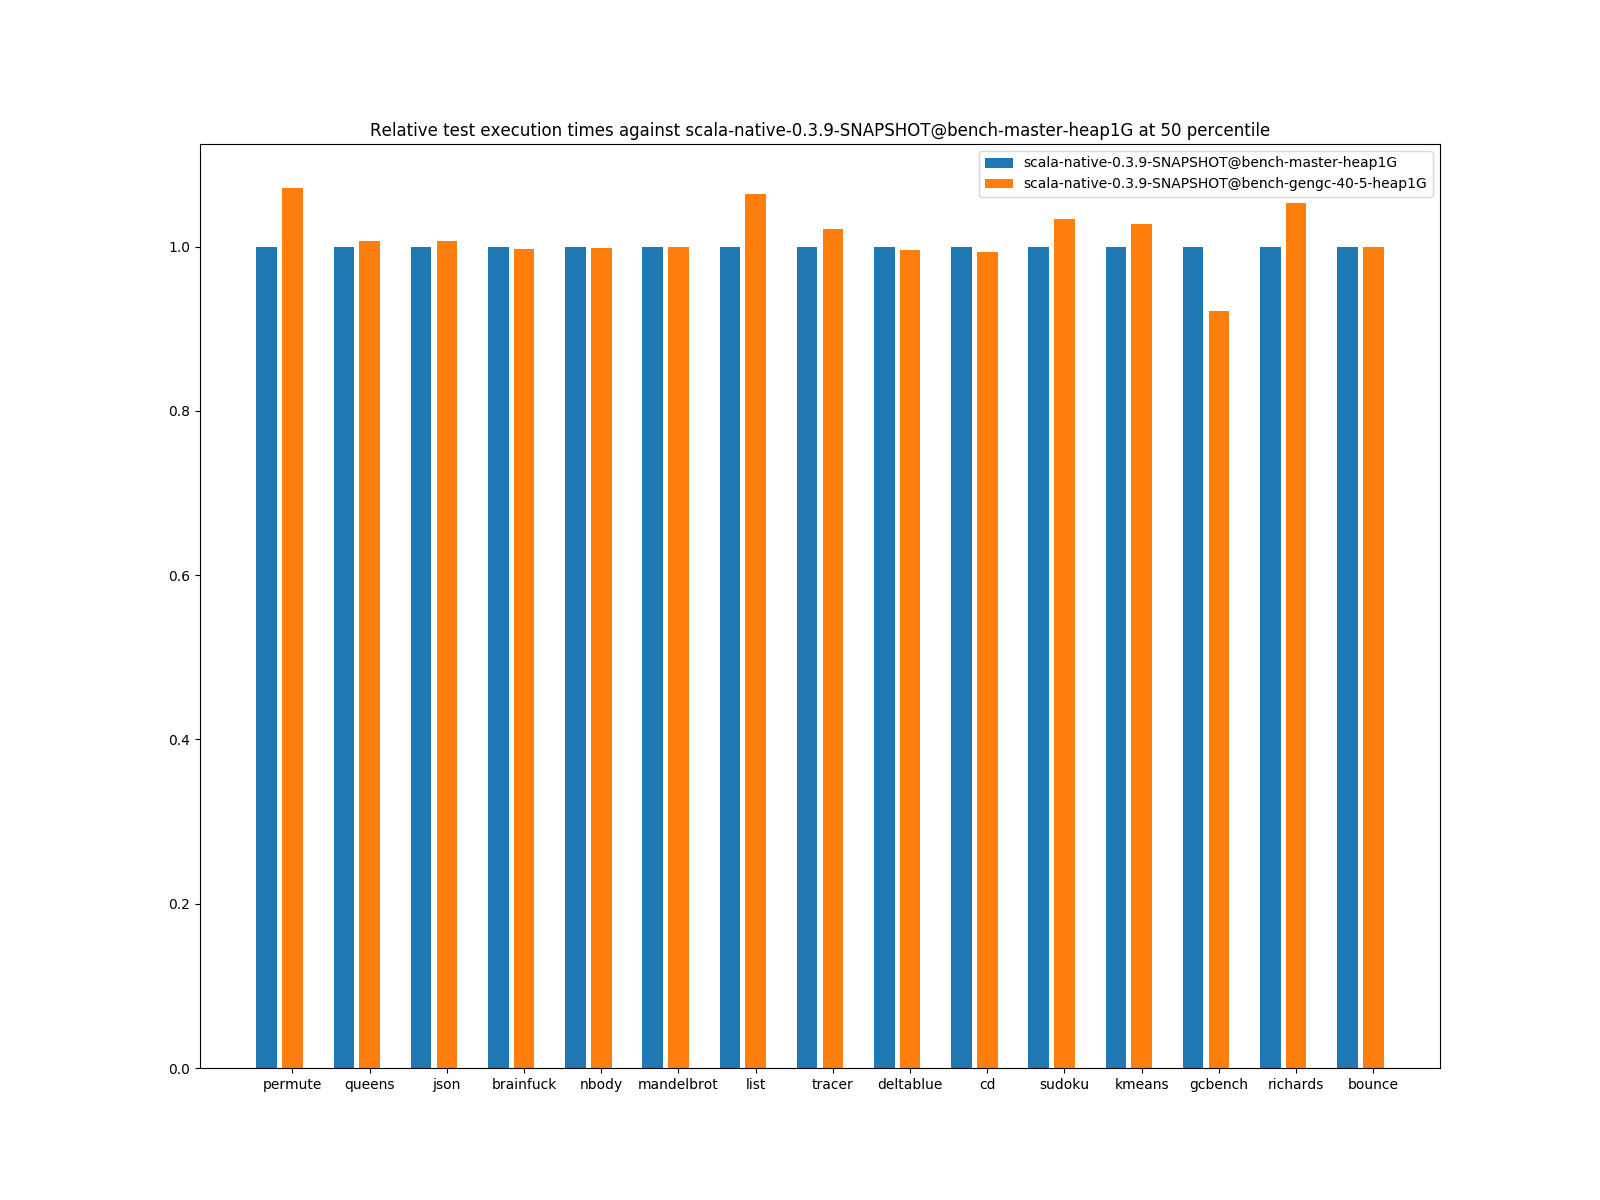 Relative test execution times against scala-native-0.3.9-SNAPSHOT@bench-master-heap1G at 50 percentile
scala-native-0.3.9-SNAPSHOT@bench-master-heap1G
scala-native-0.3.9-SNAPSHOT@bench-gengc-40-5-heap1G
1.0
0.8
0.6
0.4
0.2
0.0
permute queens json brainfuck nbody mandelbrot list tracer deltablue cd sudoku kmeans gcbench richards bounce